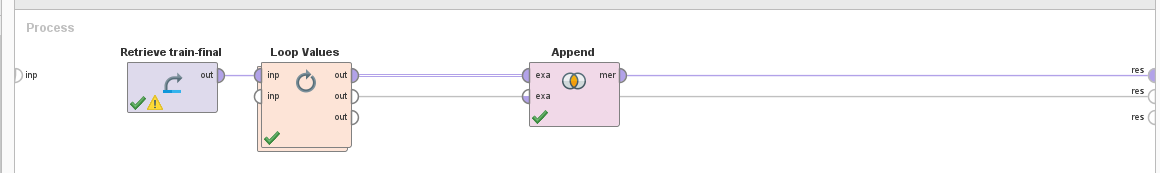 Process
Retrieve train-final
Loop Values
Append
inp
out
inp
out
exa
mer
res
inp
out
exa
res
out
res